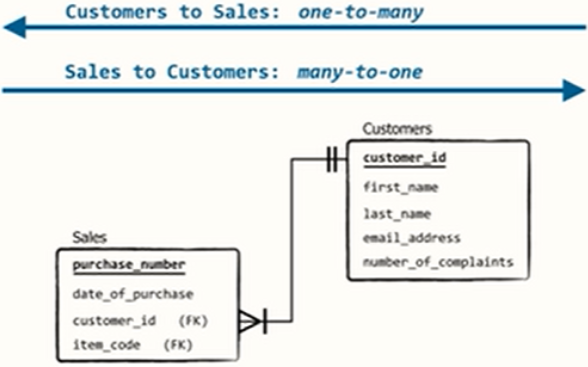 Customers to Sales: one-to-many
Sales to Customers: many-to-one
Customers
customer_id
first_name
last_name
email_address
number_of_complaints
Sales
purchase_number
date_of_purchase
customer_id (FK)
item_code (FK)